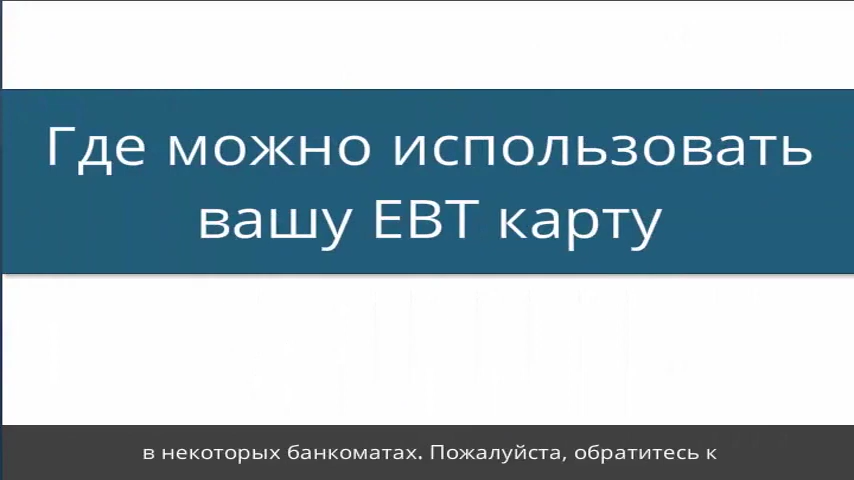 Где можно использовать
вашу EBT карту
в некоторых банкоматах. Пожалуйста, обратитесь к